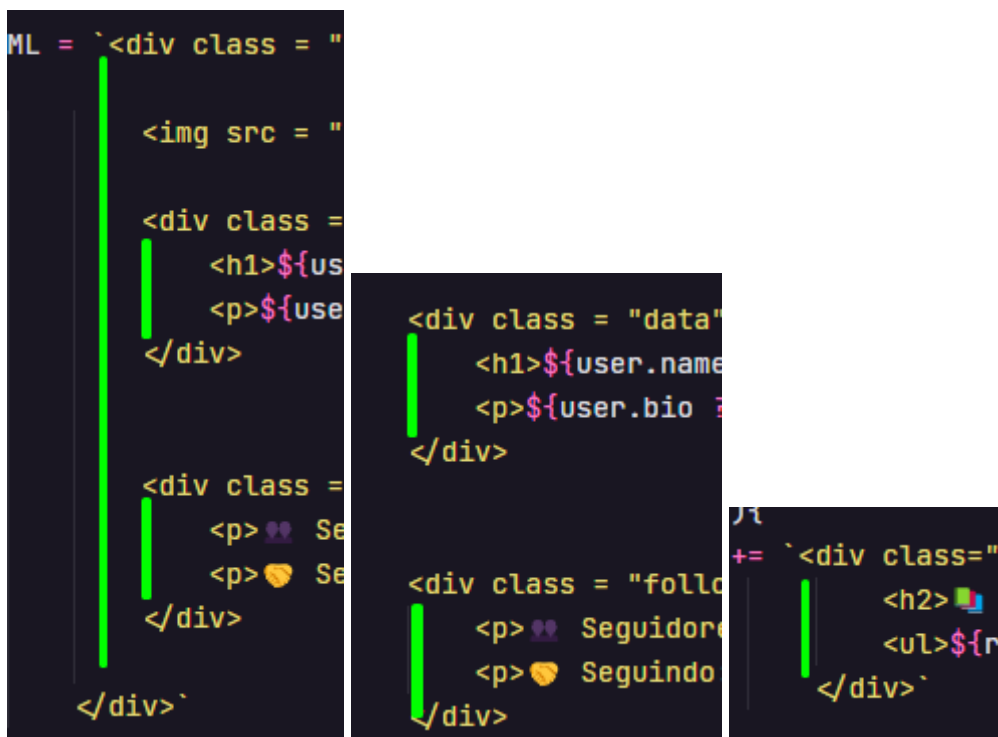 ML = `<div class = "
<img src = "
<div class =
<h1>${us
<p>${use
</div>
<div class =
<p>👥 Se
<p>🤝 Se
</div>
</div>`
<div class = "data"
<h1>${user.name
<p>${user.bio ?
</div>
<div class = "follo
<p>👥 Seguidore
<p>🤝 Seguindo:
</div>
){
+= `<div class="
<h2>📚
<ul>${r
</div>`